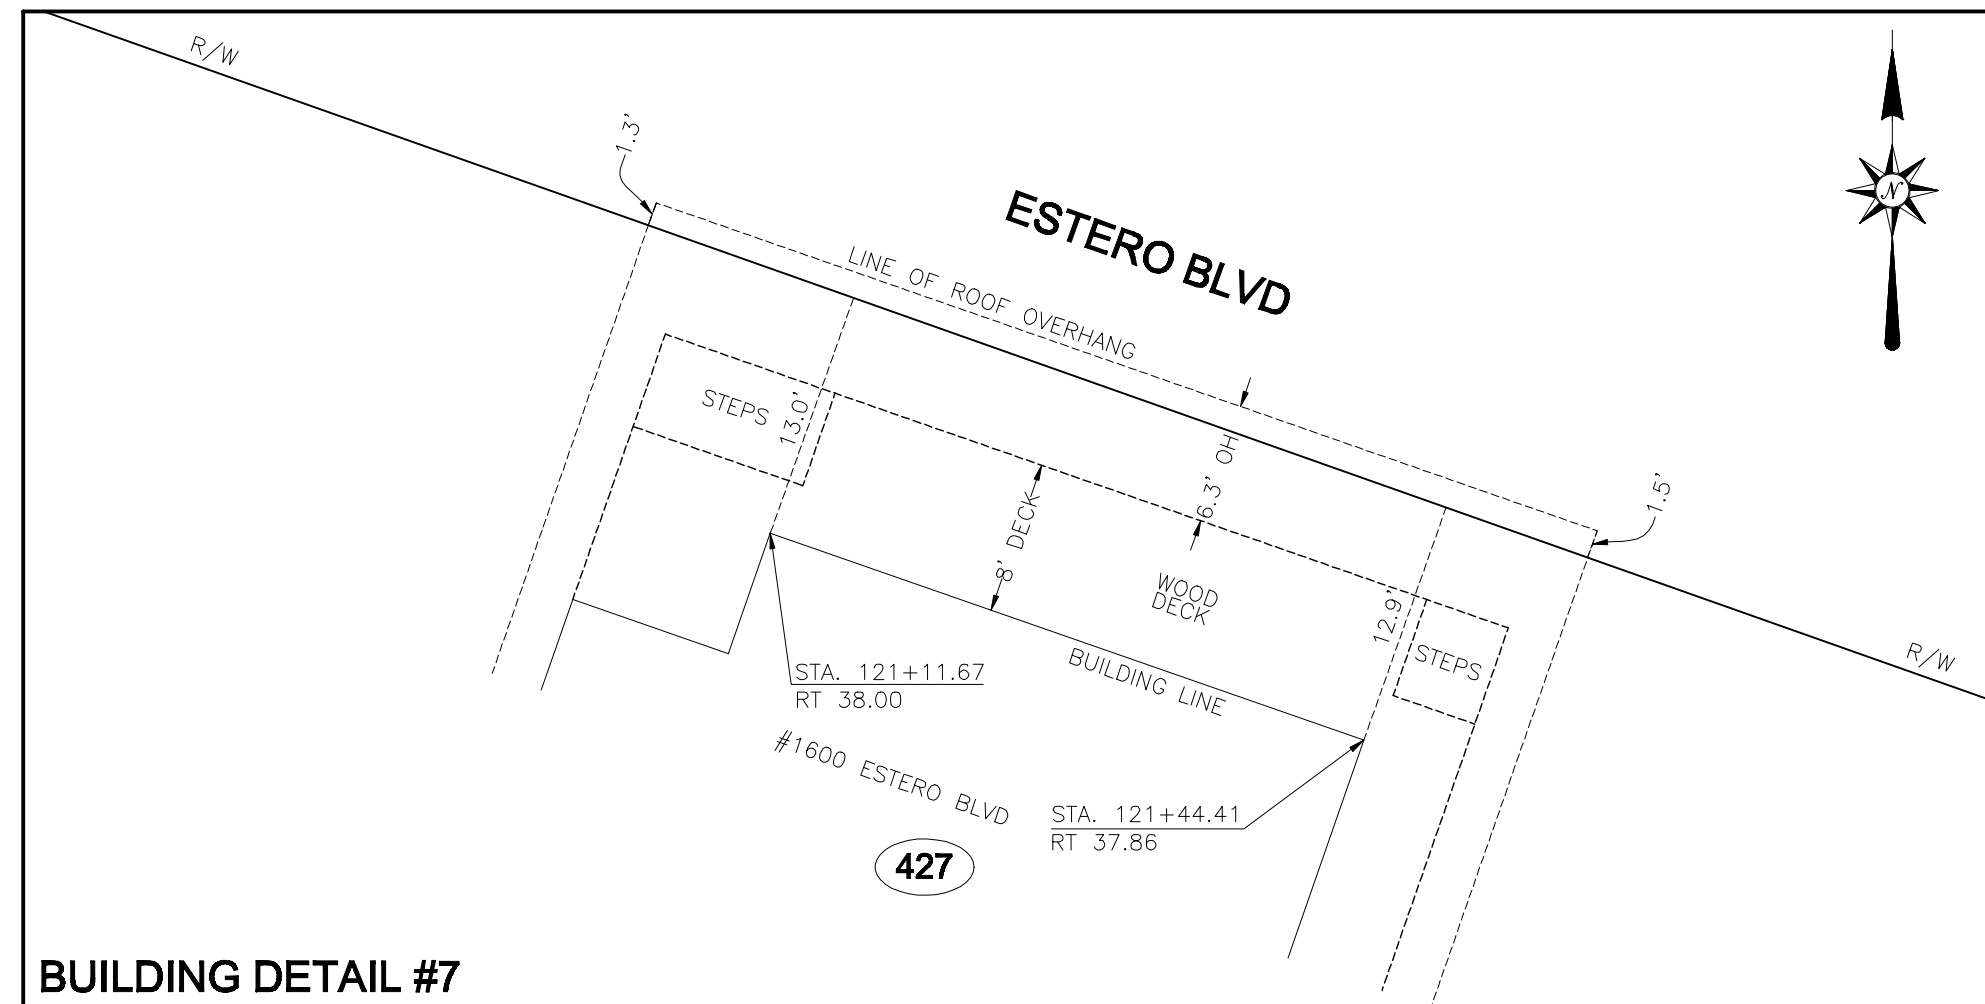 R/W
1.3'
ESTERO BLVD
LINE OF ROOF OVERHANG
N
STEPS
13.0'
6.3' OH
8' DECK
1.5'
WOOD
DECK
12.9'
STEPS
R/W
BUILDING LINE
STA. 121+11.67
RT 38.00
#1600 ESTERO BLVD
STA. 121+44.41
RT 37.86
427
BUILDING DETAIL #7